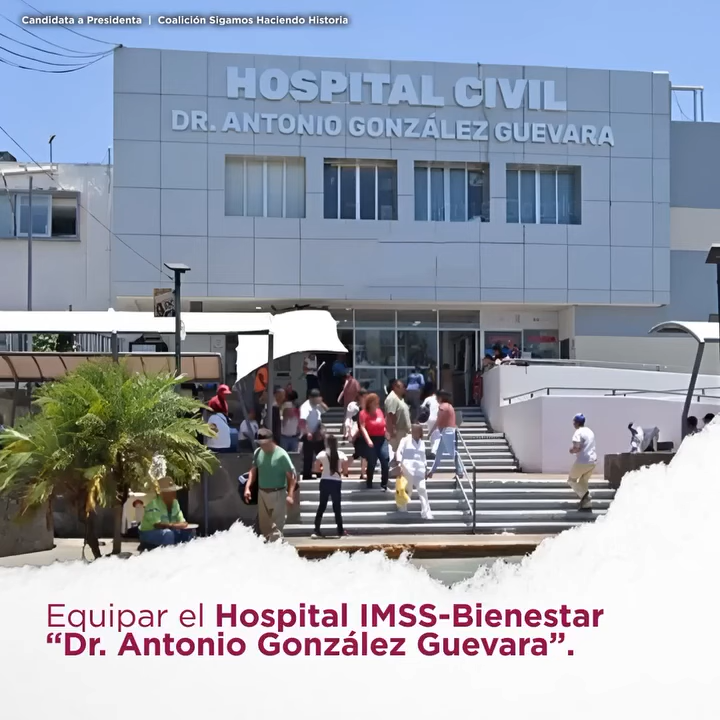 Candidata a Presidenta | Coalición Sigamos Haciendo Historia
HOSPITAL CIVIL
DR. ANTONIO GONZÁLEZ GUEVARA
Equipar el Hospital IMSS-Bienestar
“Dr. Antonio González Guevara”.